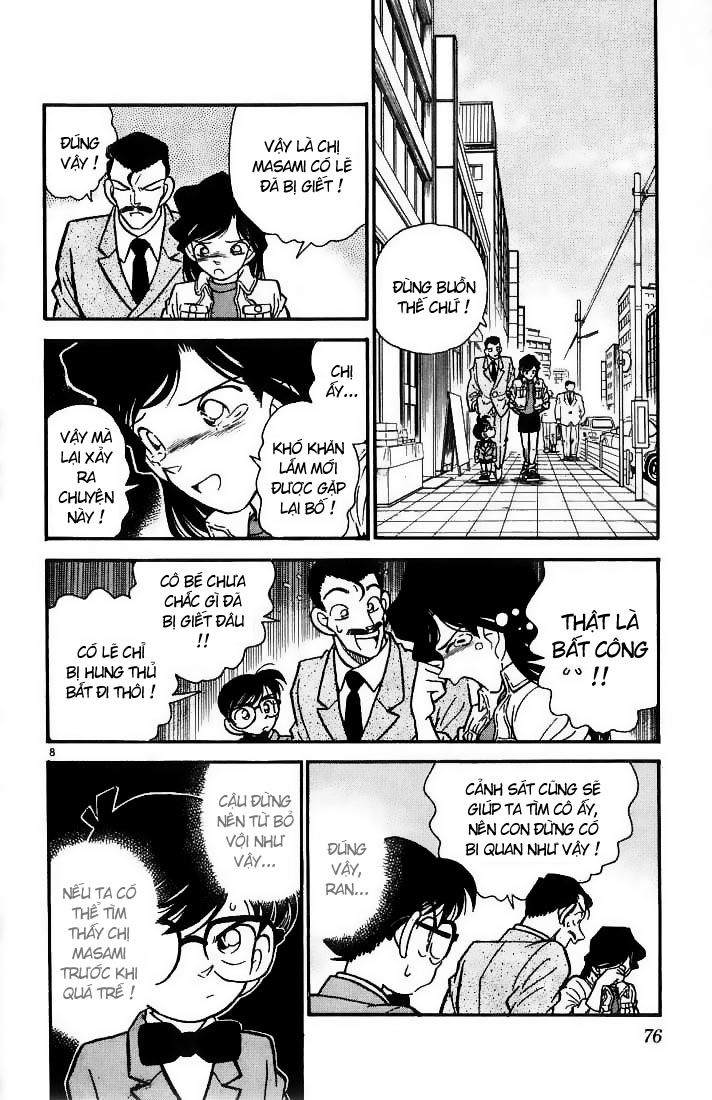 ĐỪNG BUỒN
THẾ CHỨ !
VẬY LÀ CHỊ
MASAMI CÓ LẼ
ĐÃ BỊ GIẾT !
ĐÚNG
VẬY !
CHỊ
ẤY...
KHÓ KHĂN
LẮM MỚI
ĐƯỢC GẶP
LẠI BỐ !
VẬY MÀ
LẠI XẢY
RA
CHUYỆN
NÀY !
THẬT LÀ
BẤT CÔNG
!!
CÔ BÉ CHƯA
CHẮC GÌ ĐÃ
BỊ GIẾT ĐÂU
!!
CÓ LẼ CHỈ
BỊ HUNG THỦ
BẮT ĐI THÔI !
8
CẢNH SÁT CŨNG SẼ
GIÚP TA TÌM CÔ ẤY,
NÊN CON ĐỪNG CÓ
BI QUAN NHƯ VẬY !
ĐÚNG
VẬY,
RAN...
CẬU ĐỪNG
NÊN TỪ BỎ
VỘI NHƯ
VẬY...
NẾU TA CÓ
THỂ TÌM
THẤY CHỊ
MASAMI
TRƯỚC KHI
QUÁ TRỄ !
76